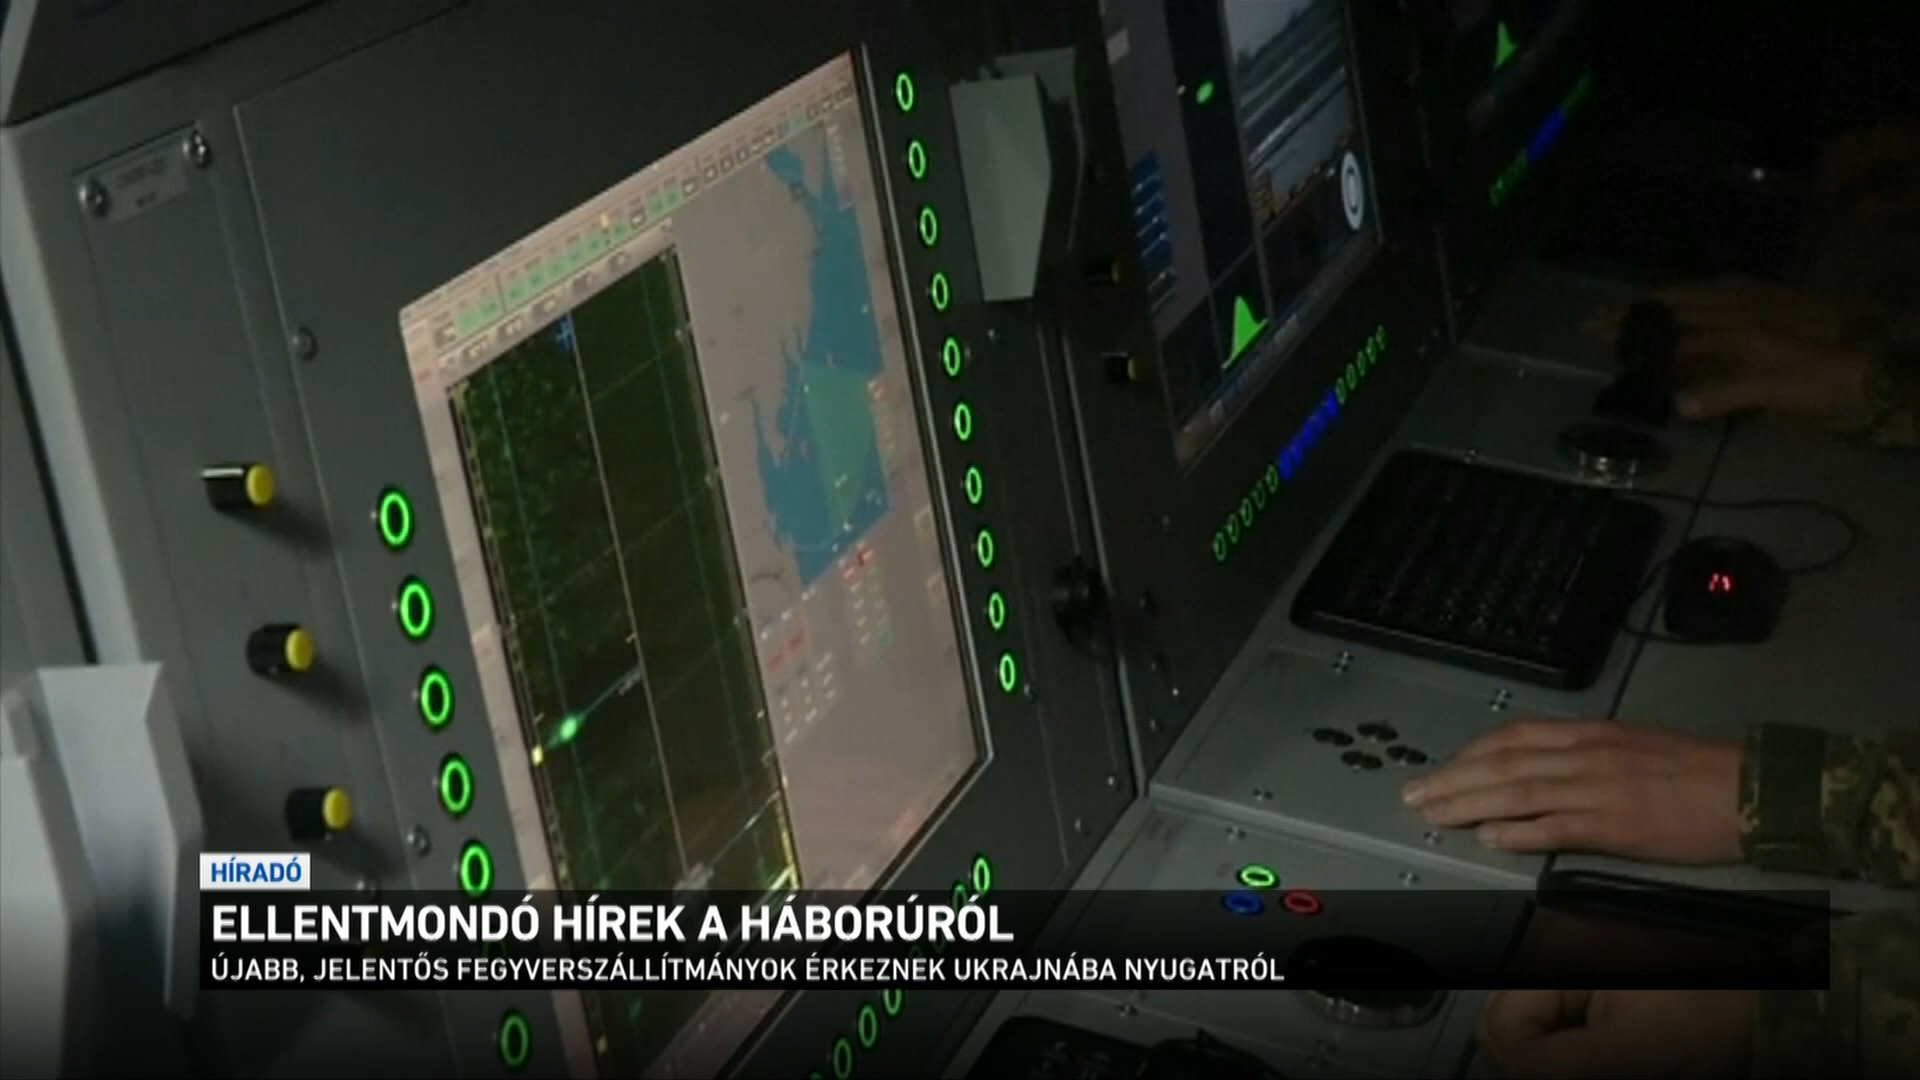 HÍRADÓ
ELLENTMONDÓ HÍREK A HÁBORÚRÓL
ÚJABB, JELENTŐS FEGYVERSZÁLLÍTMÁNYOK ÉRKEZNEK UKRAJNÁBA NYUGATRÓL